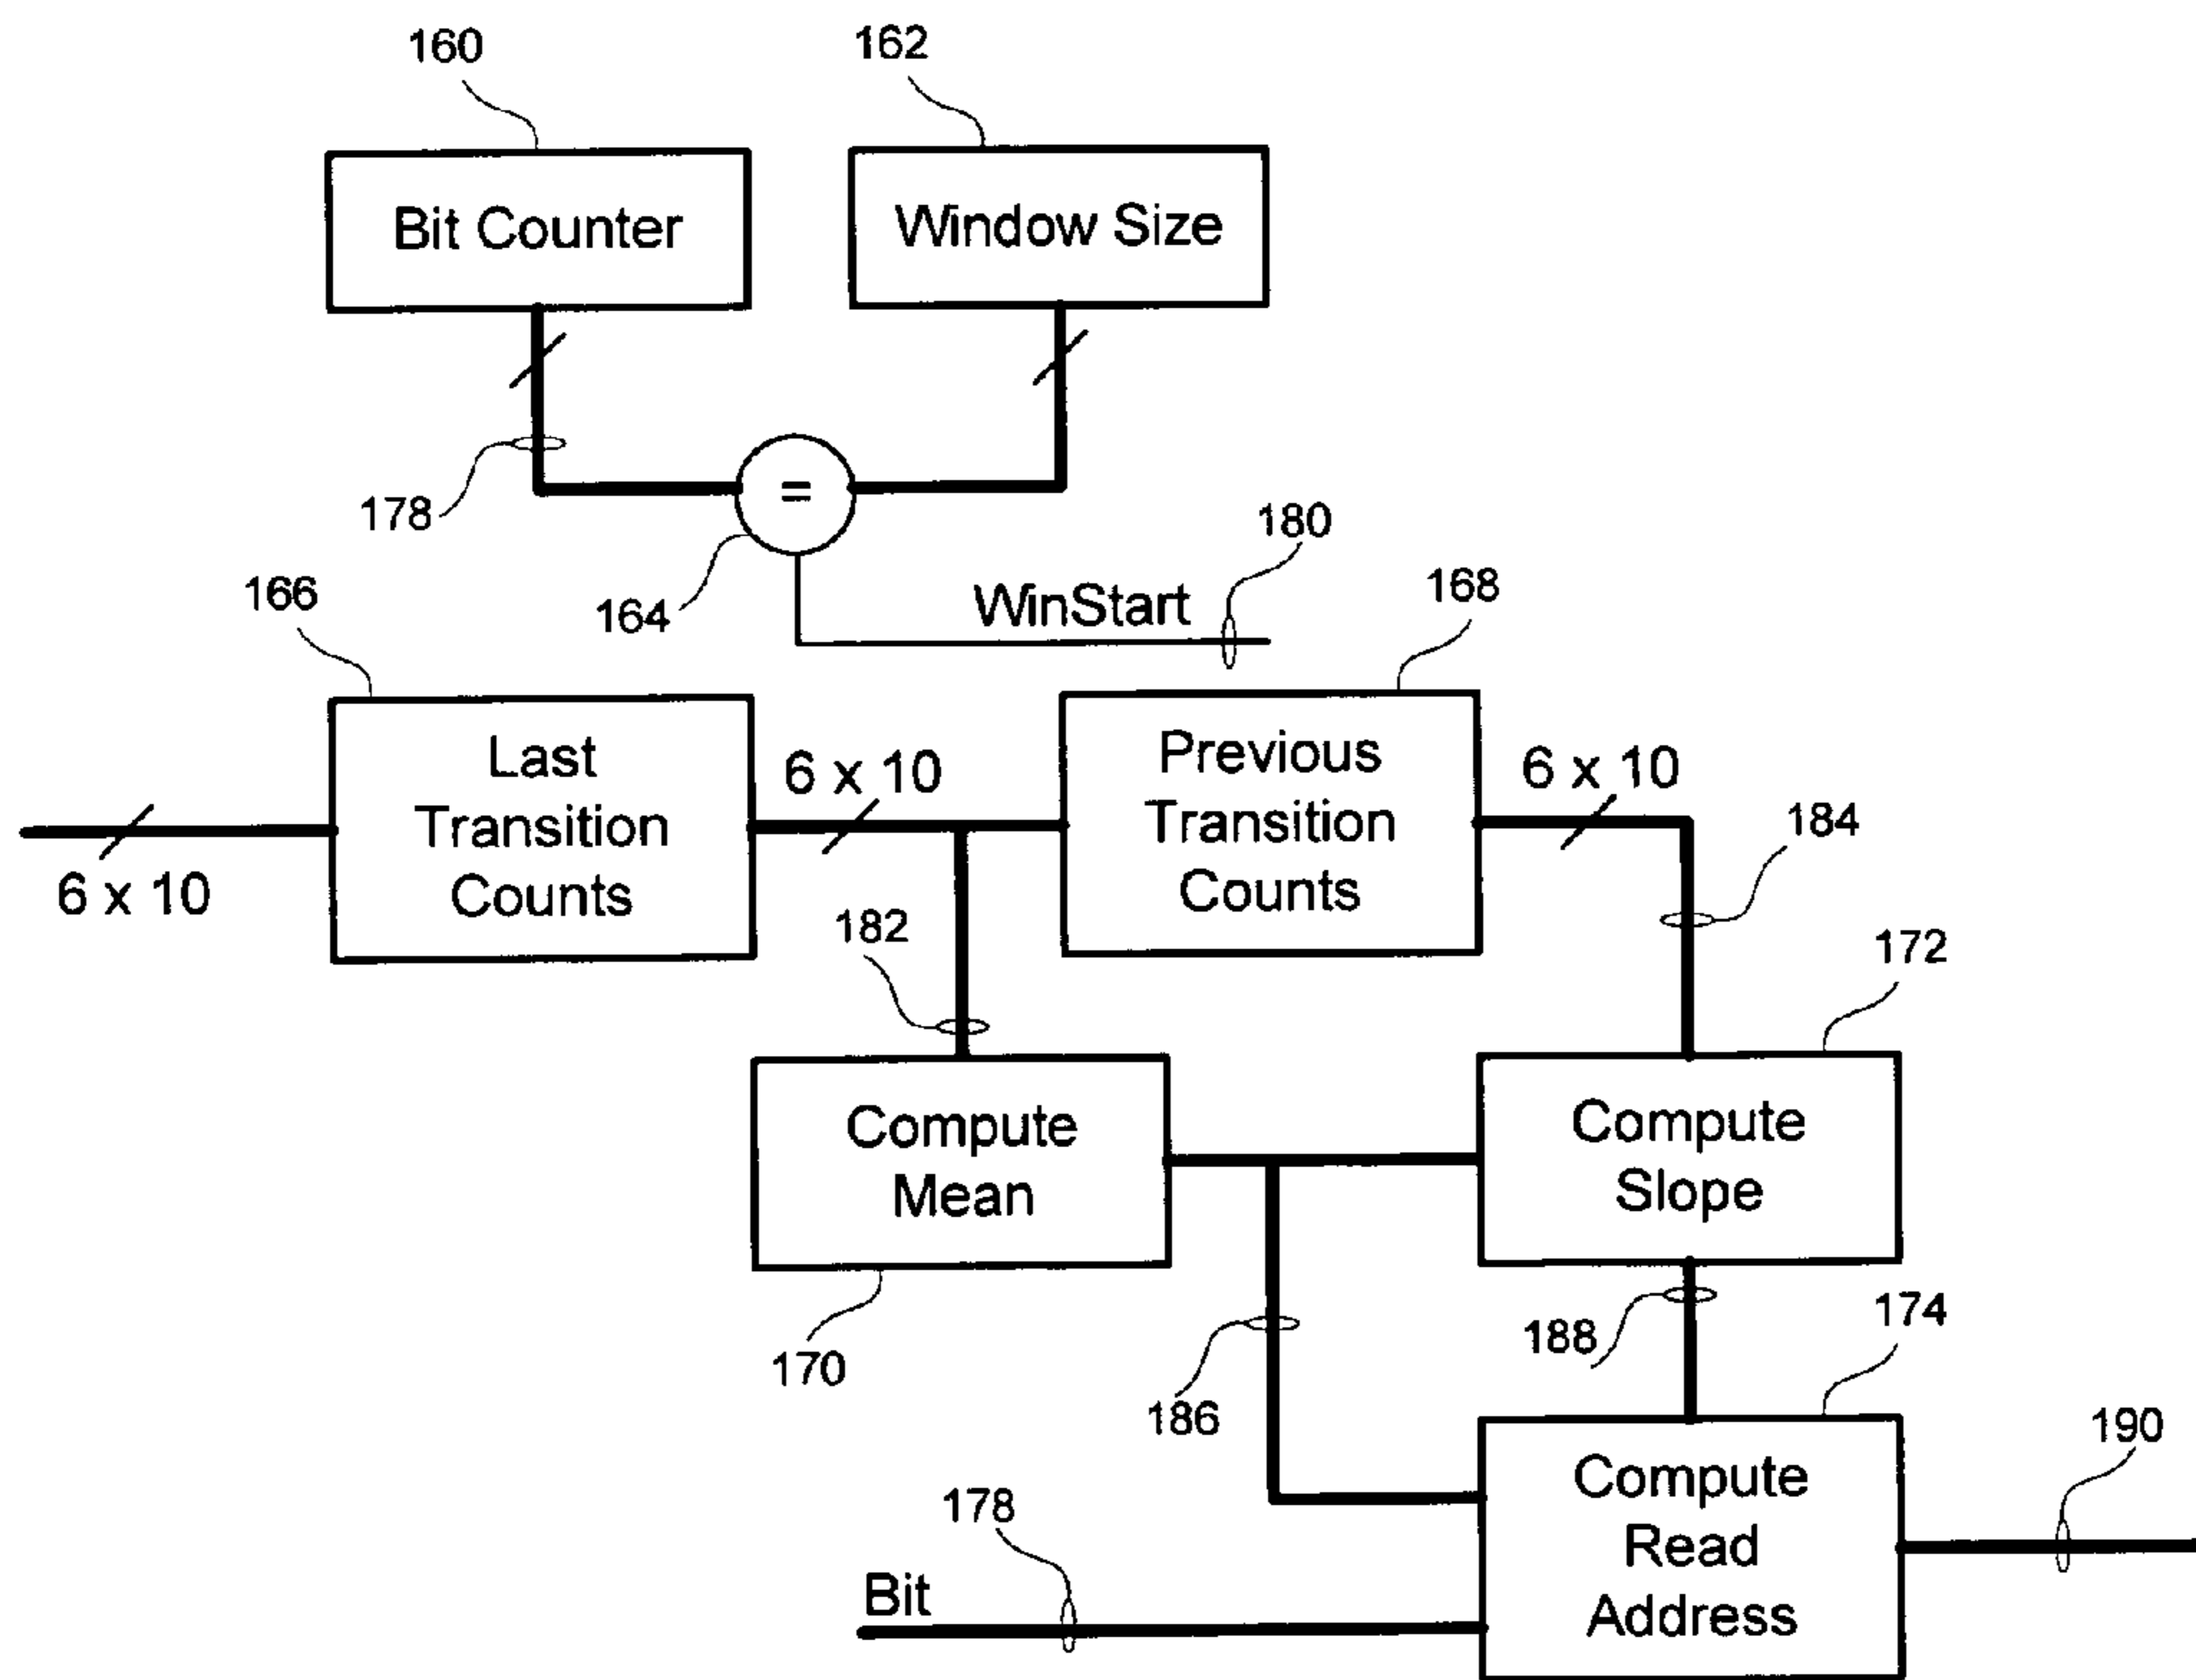 160
162
Bit Counter
Window Size
178
=
180
166
164
WinStart
168
Last
Transition
Counts
6 x 10
Previous
Transition
Counts
6 x 10
184
6 x 10
182
172
Compute
Mean
Compute
Slope
188
174
170
186
190
Compute
Read
Address
178
Bit